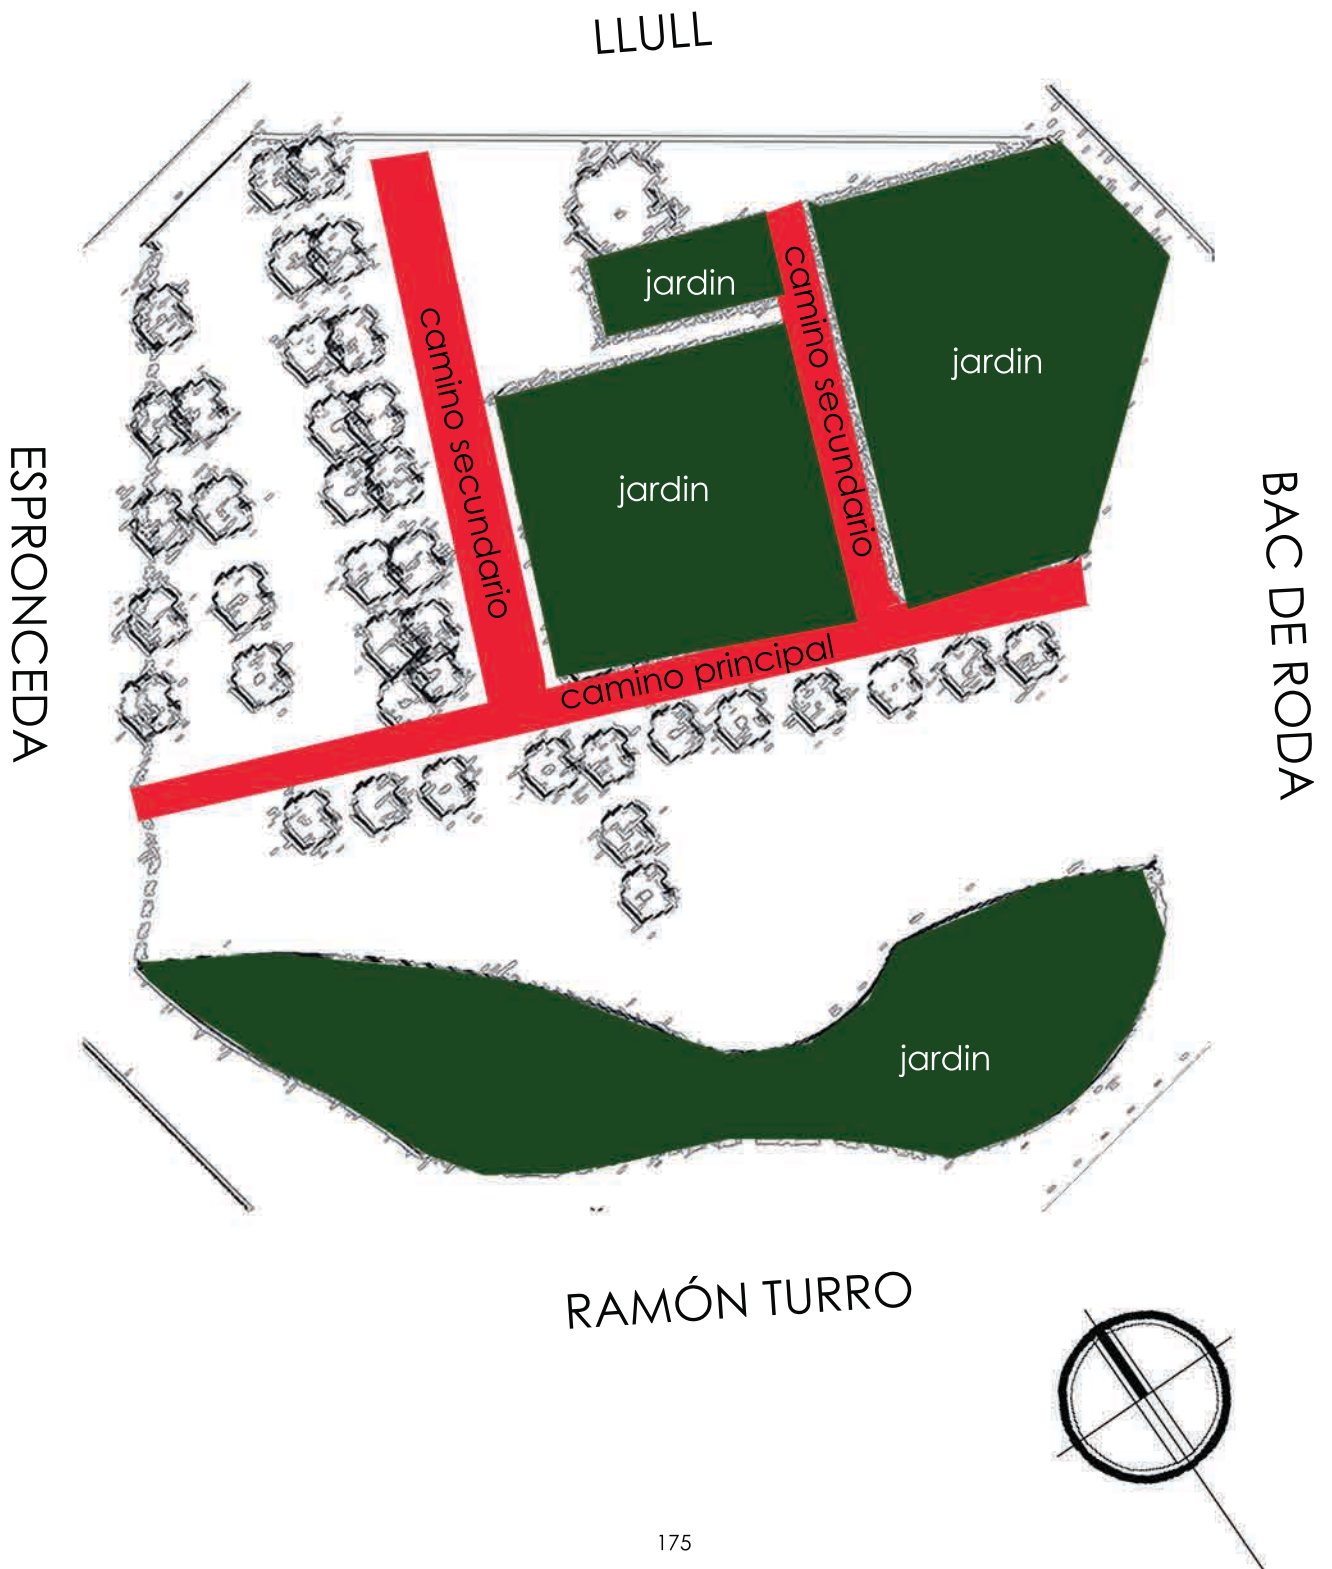 LLULL
jardin
camino secundario
jardin
camino secundario
jardin
ESPRONCEDA
BAC DE RODA
camino principal
jardin
RAMÓN TURRO
175